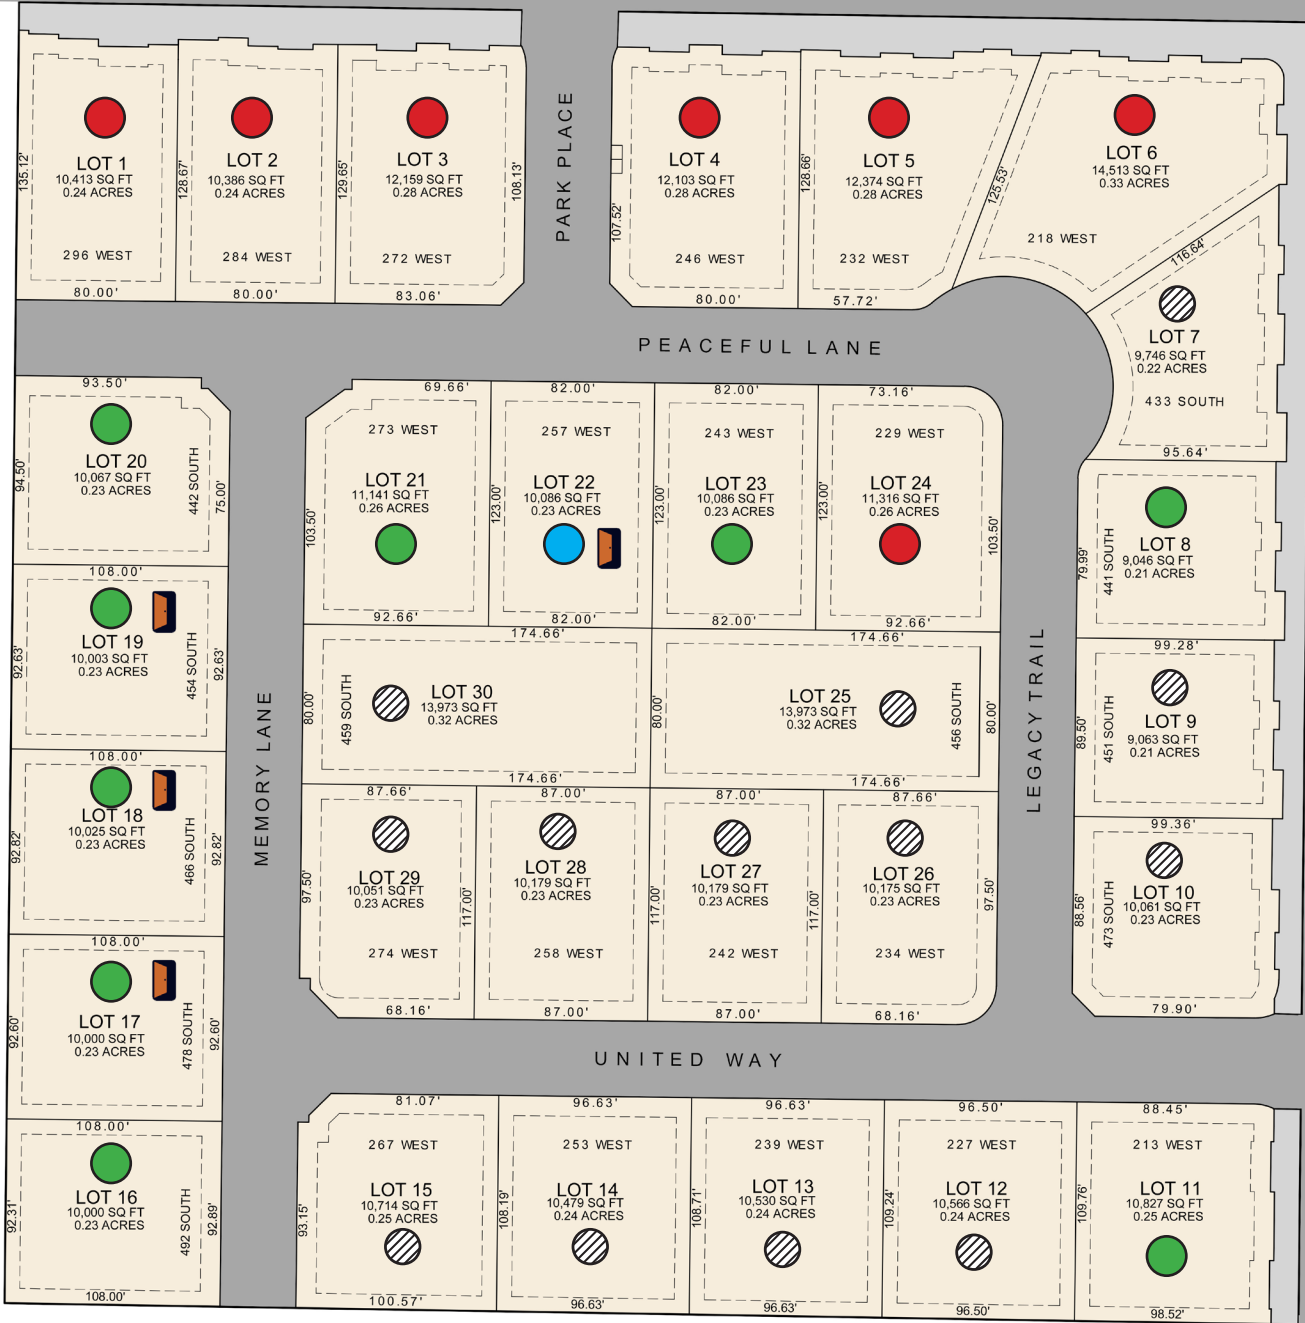 PARK PLACE
135.12'
LOT 1
10,413 SQ FT
0.24 ACRES
296 WEST
80.00'
128.67'
LOT 2
10,386 SQ FT
0.24 ACRES
284 WEST
80.00'
129.65'
LOT 3
12,159 SQ FT
0.28 ACRES
272 WEST
83.06'
108.13'
107.52'
LOT 4
12,103 SQ FT
0.28 ACRES
246 WEST
80.00'
128.66'
LOT 5
12,374 SQ FT
0.28 ACRES
232 WEST
57.72'
125.53'
LOT 6
14,513 SQ FT
0.33 ACRES
218 WEST
116.64'
LOT 7
9,746 SQ FT
0.22 ACRES
433 SOUTH
95.64'
PEACEFUL LANE
93.50'
94.50'
LOT 20
10,067 SQ FT
0.23 ACRES
442 SOUTH
75.00'
108.00'
69.66'
273 WEST
LOT 21
11,141 SQ FT
0.26 ACRES
103.50'
92.66'
82.00'
257 WEST
123.00'
LOT 22
10,086 SQ FT
0.23 ACRES
82.00'
82.00'
243 WEST
123.00'
LOT 23
10,086 SQ FT
0.23 ACRES
82.00'
73.16'
229 WEST
123.00'
LOT 24
11,316 SQ FT
0.26 ACRES
103.50'
92.66'
79.99'
441 SOUTH
LOT 8
9,046 SQ FT
0.21 ACRES
99.28'
92.63'
LOT 19
10,003 SQ FT
0.23 ACRES
454 SOUTH
92.63'
108.00'
MEMORY LANE
174.66'
80.00'
459 SOUTH
LOT 30
13,973 SQ FT
0.32 ACRES
174.66'
174.66'
80.00'
LOT 25
13,973 SQ FT
0.32 ACRES
456 SOUTH
80.00'
174.66'
LEGACY TRAIL
89.50'
451 SOUTH
LOT 9
9,063 SQ FT
0.21 ACRES
99.36'
92.82'
LOT 18
10,025 SQ FT
0.23 ACRES
466 SOUTH
92.82'
108.00'
87.66'
97.50'
LOT 29
10,051 SQ FT
0.23 ACRES
274 WEST
68.16'
87.00'
117.00'
LOT 28
10,179 SQ FT
0.23 ACRES
258 WEST
87.00'
87.00'
117.00'
LOT 27
10,179 SQ FT
0.23 ACRES
242 WEST
87.00'
87.66'
117.00'
LOT 26
10,175 SQ FT
0.23 ACRES
234 WEST
97.50'
68.16'
88.56'
473 SOUTH
LOT 10
10,061 SQ FT
0.23 ACRES
79.90'
92.60'
LOT 17
10,000 SQ FT
0.23 ACRES
478 SOUTH
92.60'
108.00'
UNITED WAY
92.31'
LOT 16
10,000 SQ FT
0.23 ACRES
492 SOUTH
92.89'
108.00'
81.07'
267 WEST
93.15'
LOT 15
10,714 SQ FT
0.25 ACRES
100.57'
96.63'
253 WEST
108.19'
LOT 14
10,479 SQ FT
0.24 ACRES
96.63'
96.63'
239 WEST
108.71'
LOT 13
10,530 SQ FT
0.24 ACRES
96.63'
96.50'
227 WEST
109.24'
LOT 12
10,566 SQ FT
0.24 ACRES
96.50'
88.45'
213 WEST
109.76'
LOT 11
10,827 SQ FT
0.25 ACRES
98.52'